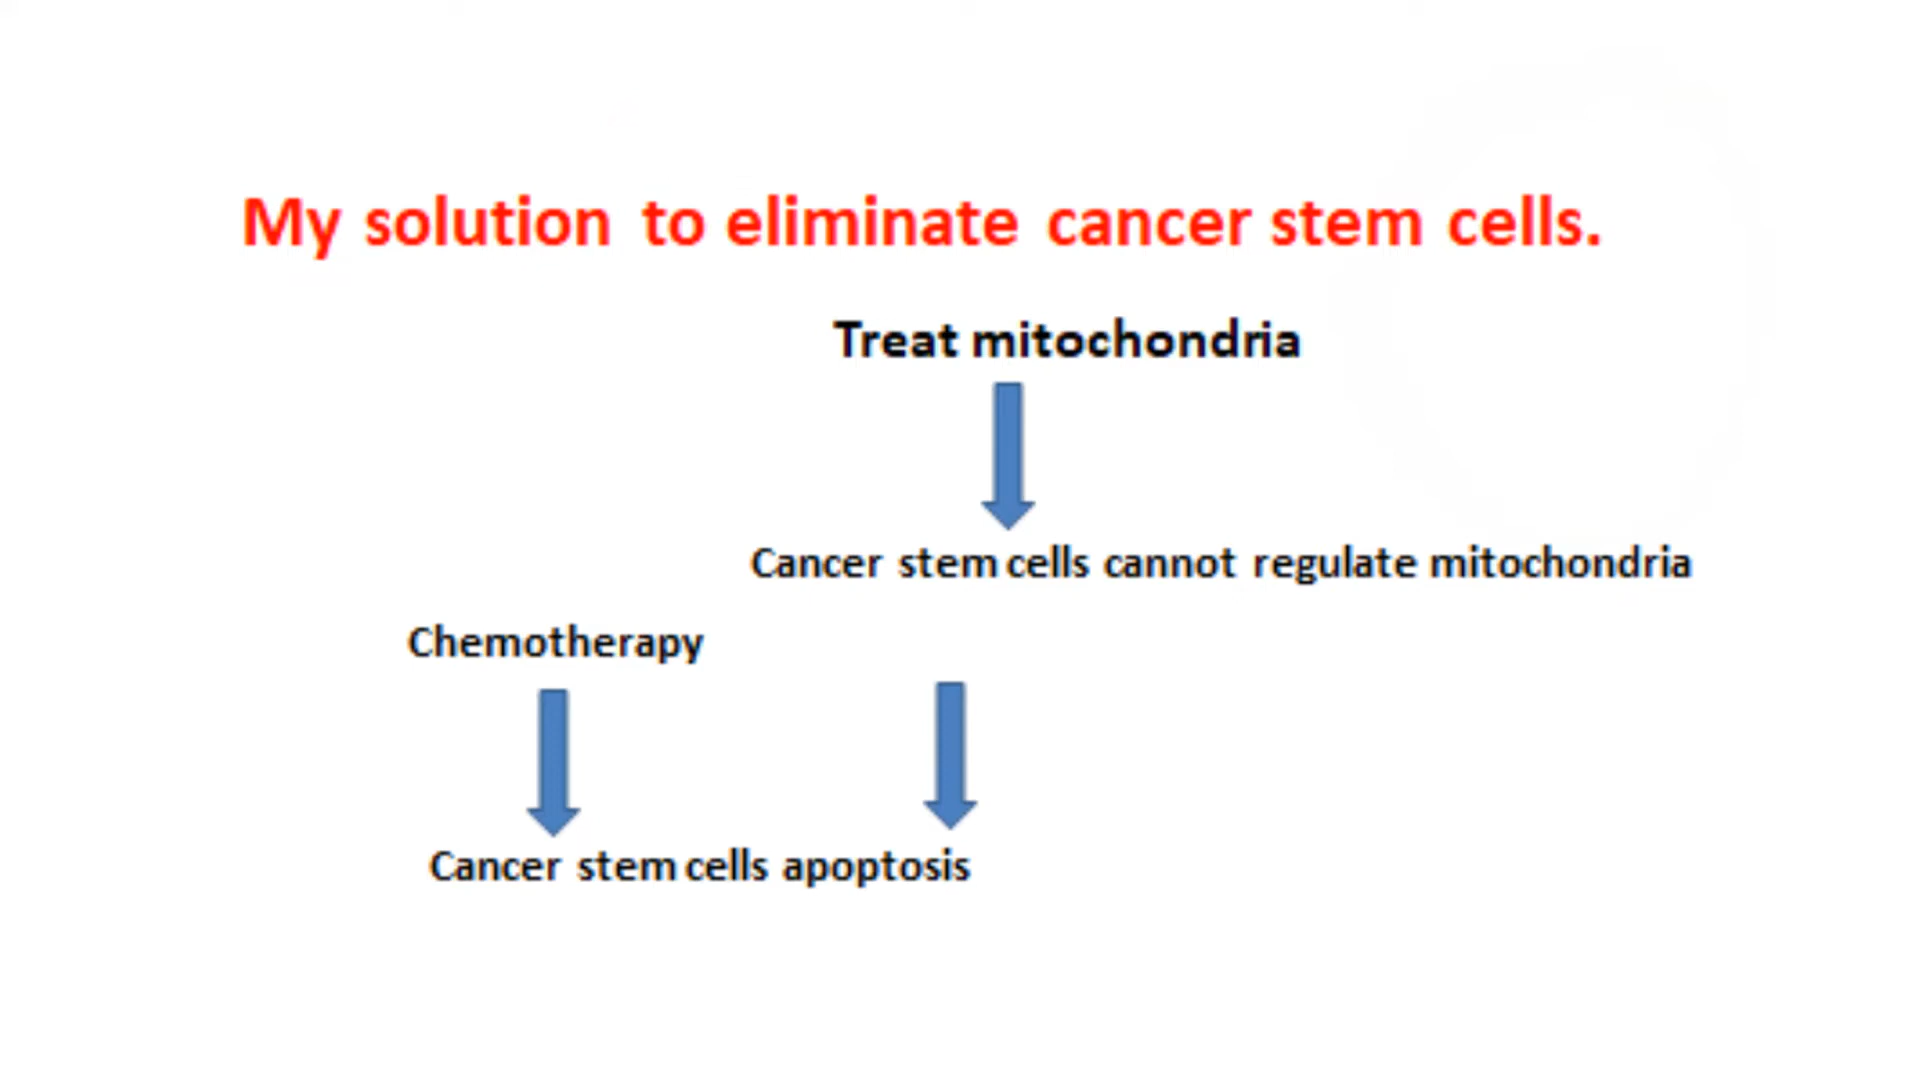 My solution to eliminate cancer stem cells.
Treat mitochondria
Cancer stem cells cannot regulate mitochondria
Chemotherapy
Cancer stem cells apoptosis